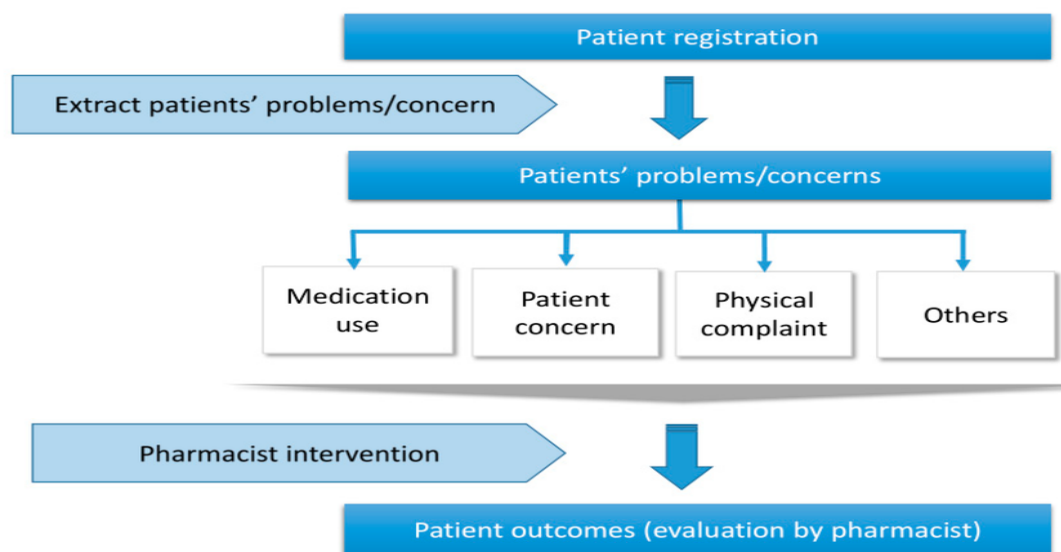 Patient registration
Extract patients’ problems/concern
Patients’ problems/concerns
Medication
use
Patient
concern
Physical
complaint
Others
Pharmacist intervention
Patient outcomes (evaluation by pharmacist)